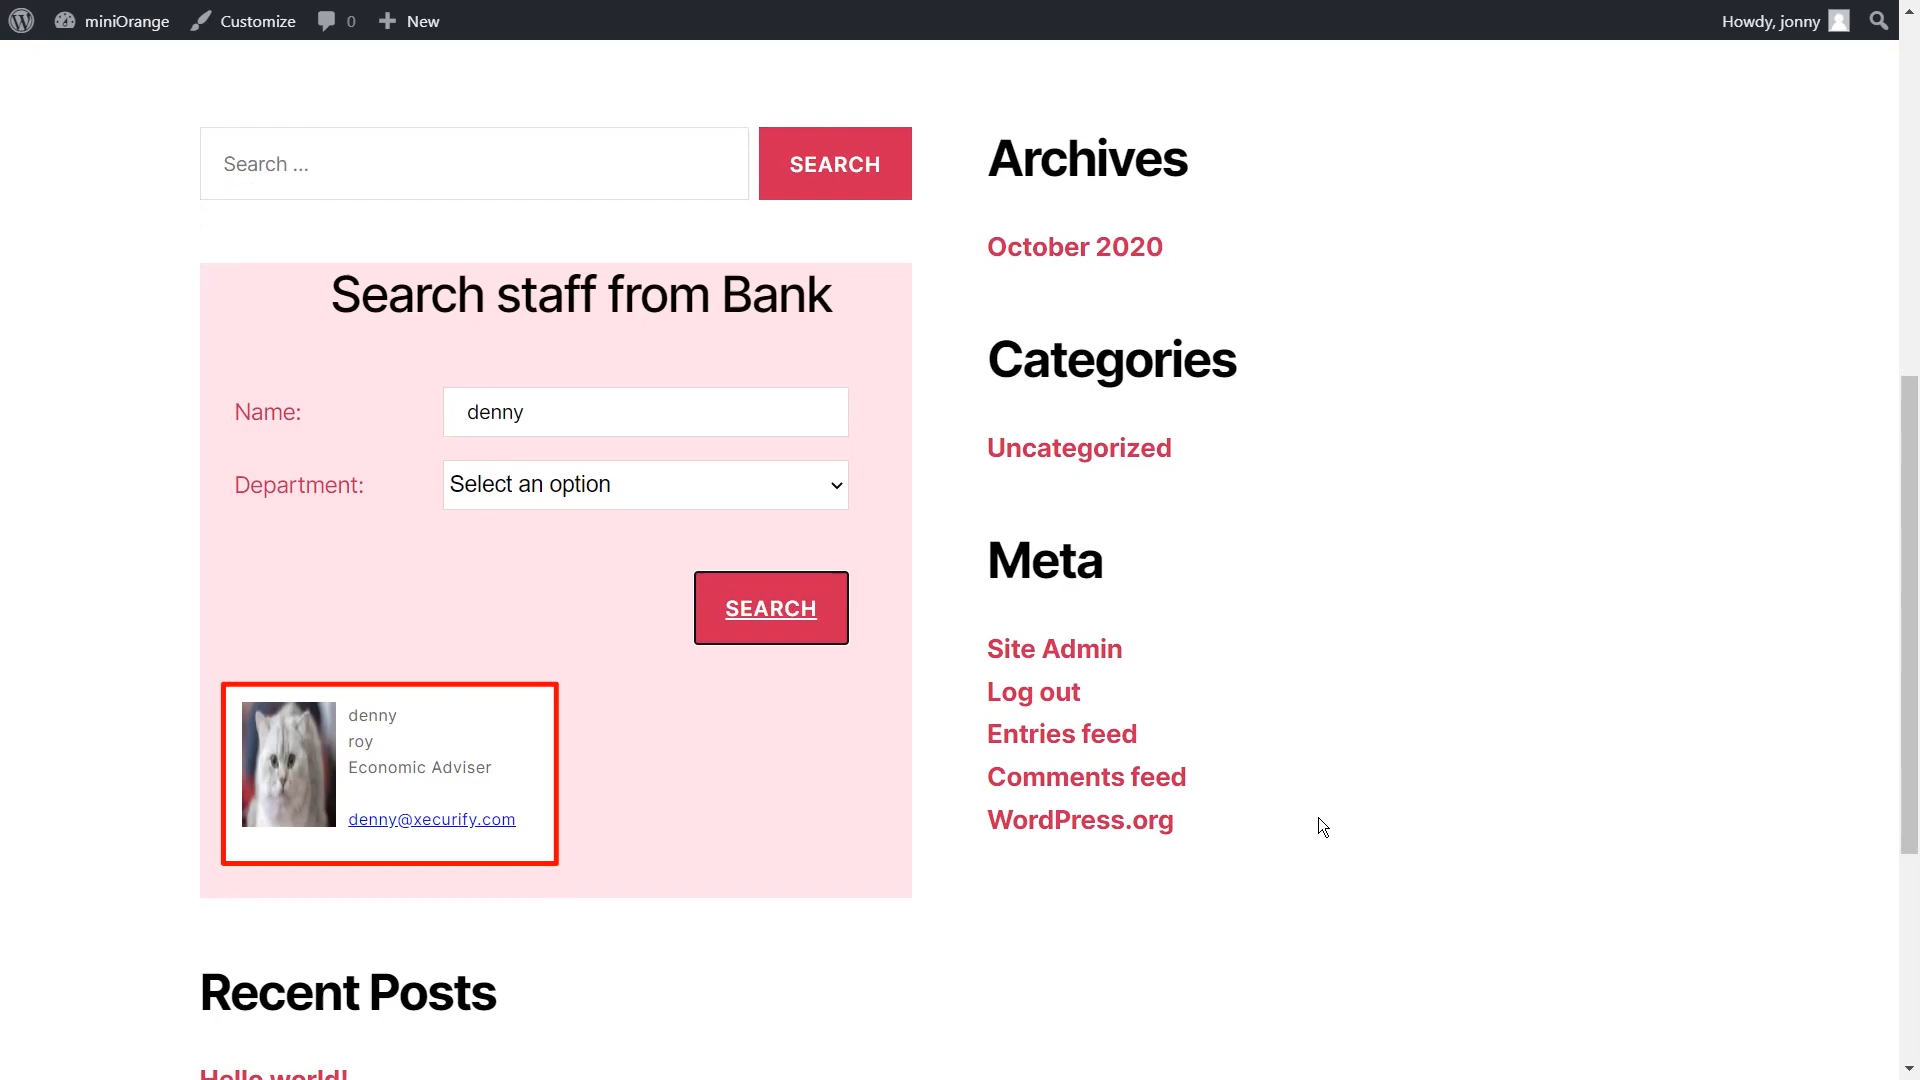 miniOrange Customize 0 New Howdy, jonny
Search ...
SEARCH
Search staff from Bank
Name:
denny
Department:
Select an option
SEARCH
denny
roy
Economic Adviser
denny@xecurify.com
Recent Posts
Hello world!
Archives
October 2020
Categories
Uncategorized
Meta
Site Admin
Log out
Entries feed
Comments feed
WordPress.org